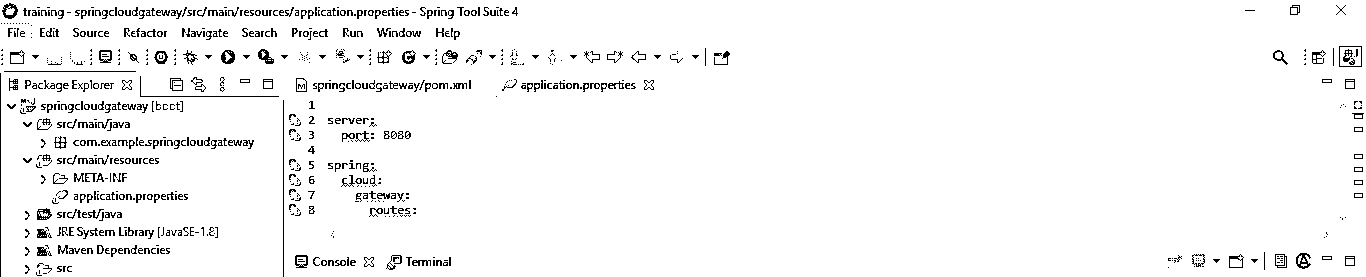 training - springcloudgateway/src/main/resources/application.properties - Spring Tool Suite 4
File Edit Source Refactor Navigate Search Project Run Window Help
Package Explorer
springcloudgateway/pom.xml application.properties
springcloudgateway [boot]
src/main/java
com.example.springcloudgateway
src/main/resources
META-INF
application.properties
src/test/java
JRE System Library [JavaSE-1.8]
Maven Dependencies
src
1
2 server:
3 port: 8080
4
5 spring:
6 cloud:
7 gateway:
8 routes:
Console Terminal